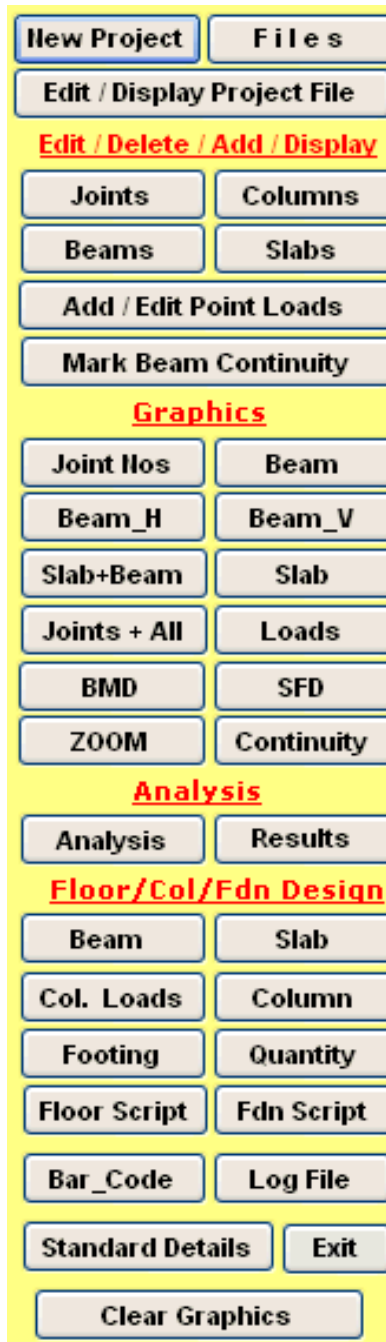 New Project Files
Edit / Display Project File
Edit / Delete / Add / Display
Joints Columns
Beams Slabs
Add / Edit Point Loads
Mark Beam Continuity
Graphics
Joint Nos Beam
Beam_H Beam_V
Slab+Beam Slab
Joints + All Loads
BMD SFD
ZOOM Continuity
Analysis
Analysis Results
Floor/Col/Fdn Design
Beam Slab
Col. Loads Column
Footing Quantity
Floor Script Fdn Script
Bar_Code Log File
Standard Details Exit
Clear Graphics